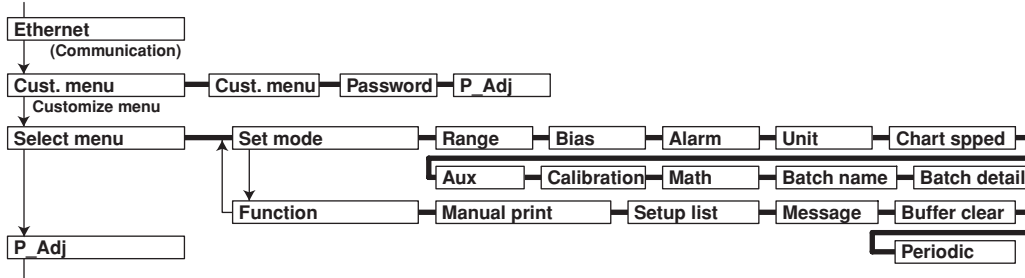 Ethernet
(Communication)
Cust. menu Cust. menu Password P_Adj
Customize menu
Select menu Set mode Range Bias Alarm Unit Chart spped
Aux Calibration Math Batch name Batch detail
Function Manual print Setup list Message Buffer clear
P_Adj Periodic